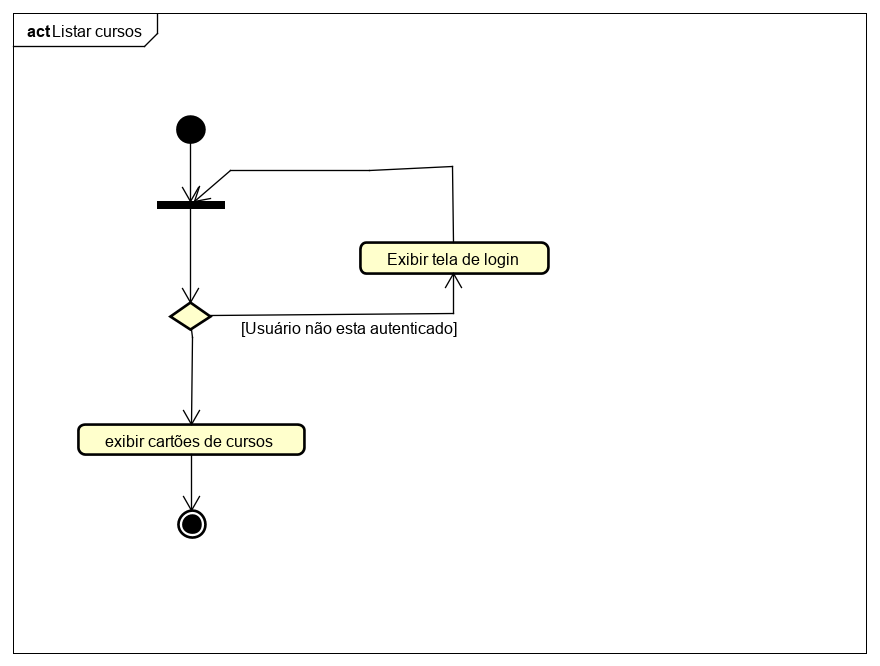 act Listar cursos
Exibir tela de login
[Usuário não esta autenticado]
exibir cartões de cursos